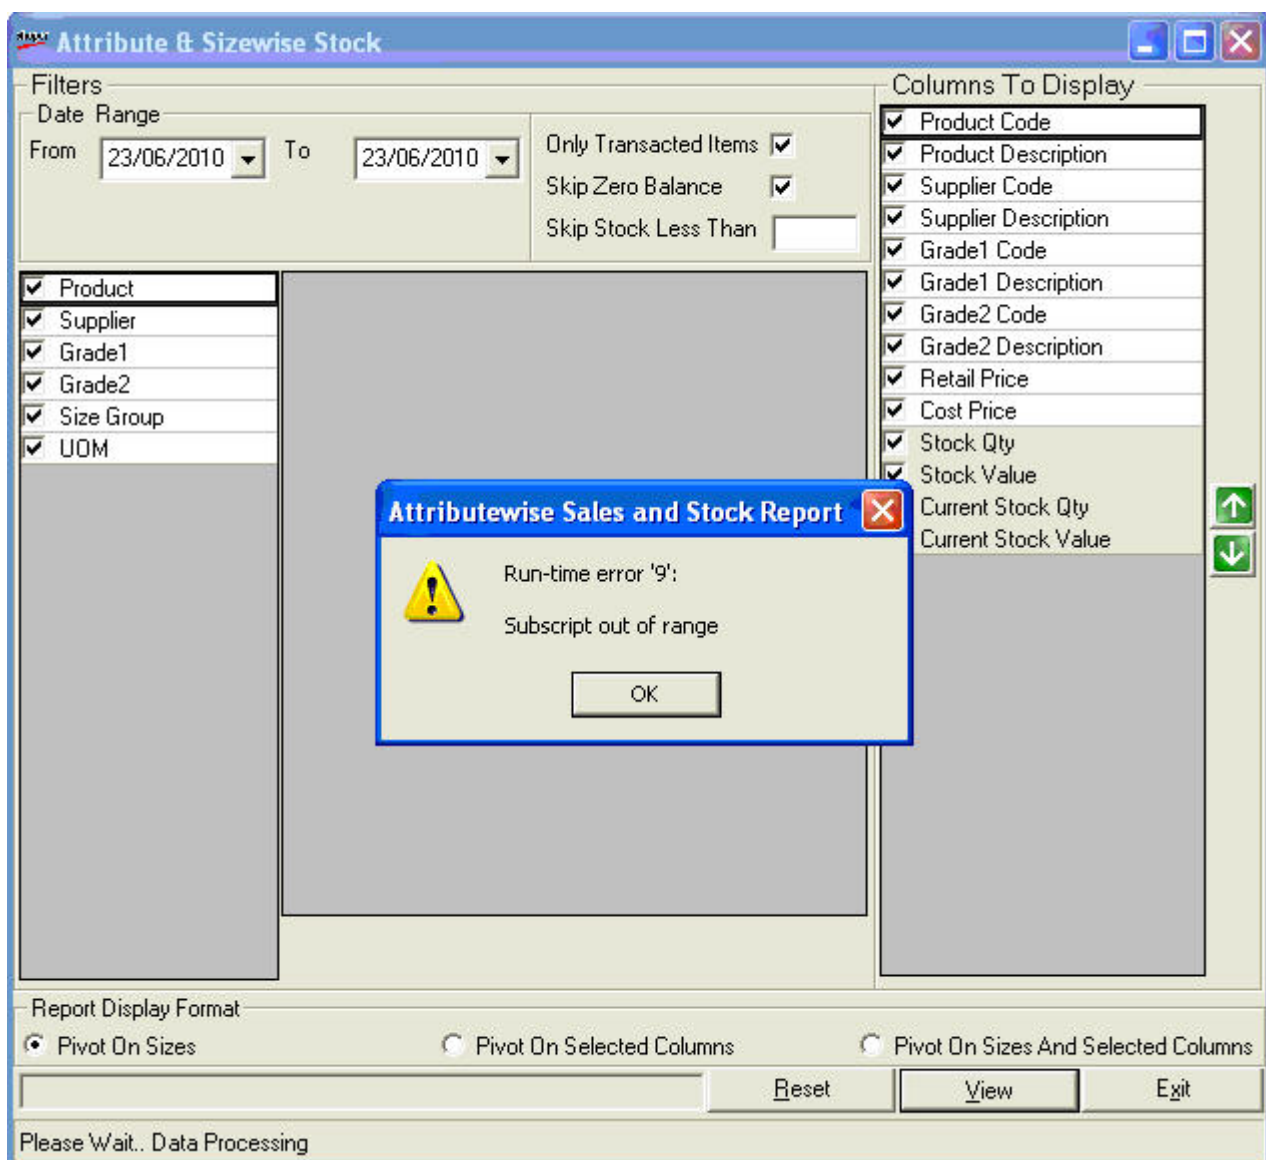 Attribute & Sizewise Stock
Filters
Date Range
From 23/06/2010 To 23/06/2010
Only Transacted Items
Skip Zero Balance
Skip Stock Less Than
Product
Supplier
Grade1
Grade2
Size Group
UOM
Columns To Display
Product Code
Product Description
Supplier Code
Supplier Description
Grade1 Code
Grade1 Description
Grade2 Code
Grade2 Description
Retail Price
Cost Price
Stock Qty
Stock Value
Current Stock Qty
Current Stock Value
Attributewise Sales and Stock Report
Run-time error '9':
Subscript out of range
OK
Report Display Format
Pivot On Sizes Pivot On Selected Columns Pivot On Sizes And Selected Columns
Reset View Exit
Please Wait.. Data Processing